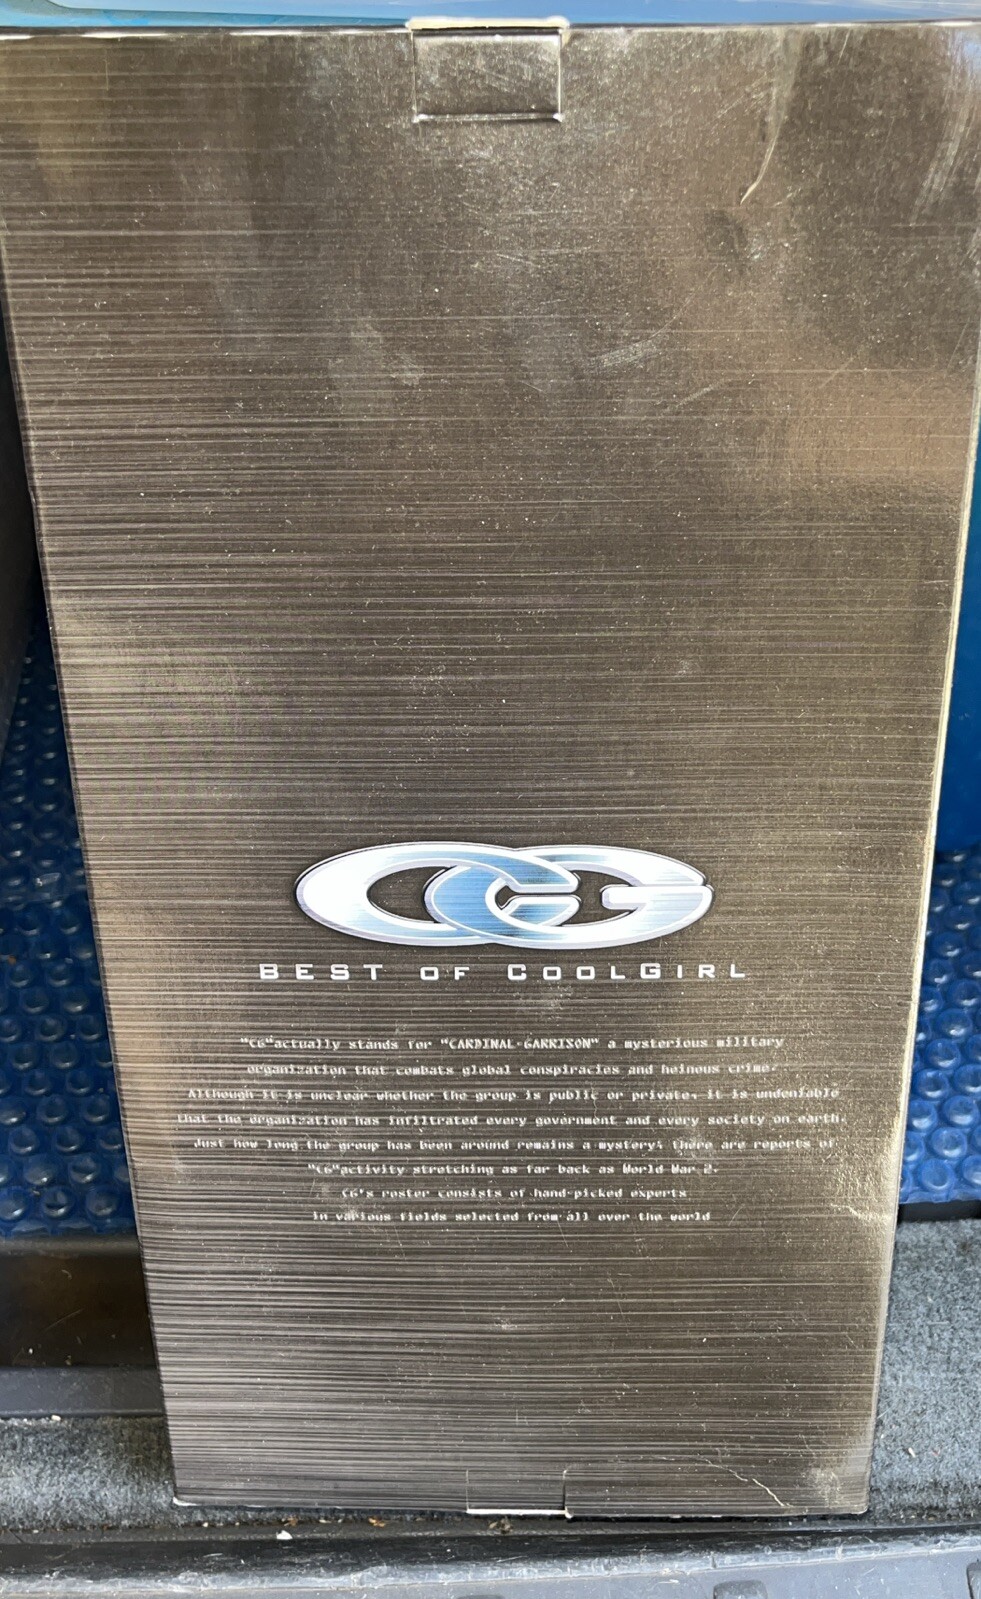 CG
BEST OF COOLGIRL
"CG"actually stands for "CARDINAL-GARRISON" a mysterious military
organization that combats global conspiracies and heinous crime.
Although it is unclear whether the group is public or private, it is undeniable
that the organization has infiltrated every government and every society on earth.
Just how long the group has been around remains a mystery; there are reports of
"CG"activity stretching as far back as World War 2.
CG's roster consists of hand-picked experts
in various fields selected from all over the world